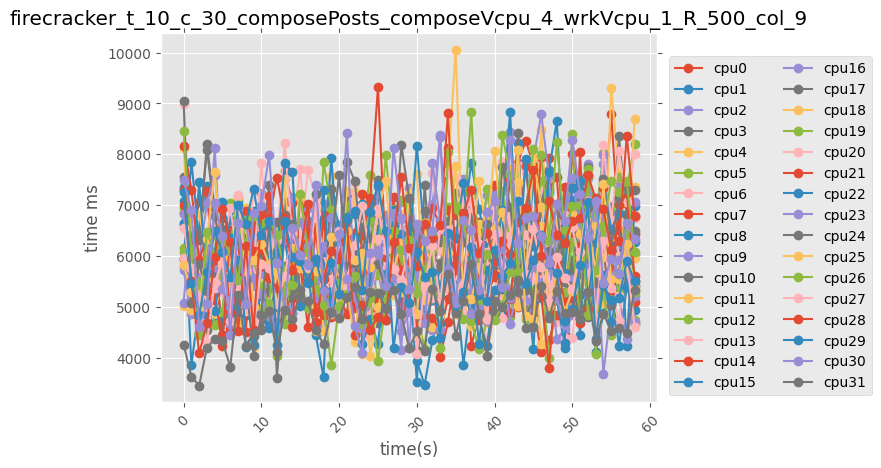 firecracker_t_10_c_30_composePosts_composeVcpu_4_wrkVcpu_1_R_500_col_9
10000
9000
8000
7000
6000
5000
4000
time ms
0
10
20
30
40
50
60
time(s)
cpu0
cpu1
cpu2
cpu3
cpu4
cpu5
cpu6
cpu7
cpu8
cpu9
cpu10
cpu11
cpu12
cpu13
cpu14
cpu15
cpu16
cpu17
cpu18
cpu19
cpu20
cpu21
cpu22
cpu23
cpu24
cpu25
cpu26
cpu27
cpu28
cpu29
cpu30
cpu31